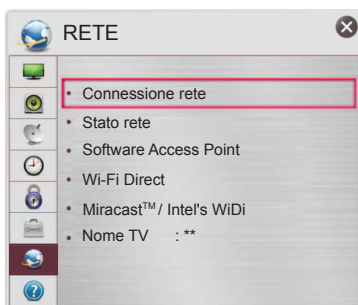 RETE
• Connessione rete
• Stato rete
• Software Access Point
• Wi-Fi Direct
• Miracast™/ Intel's WiDi
• Nome TV : **